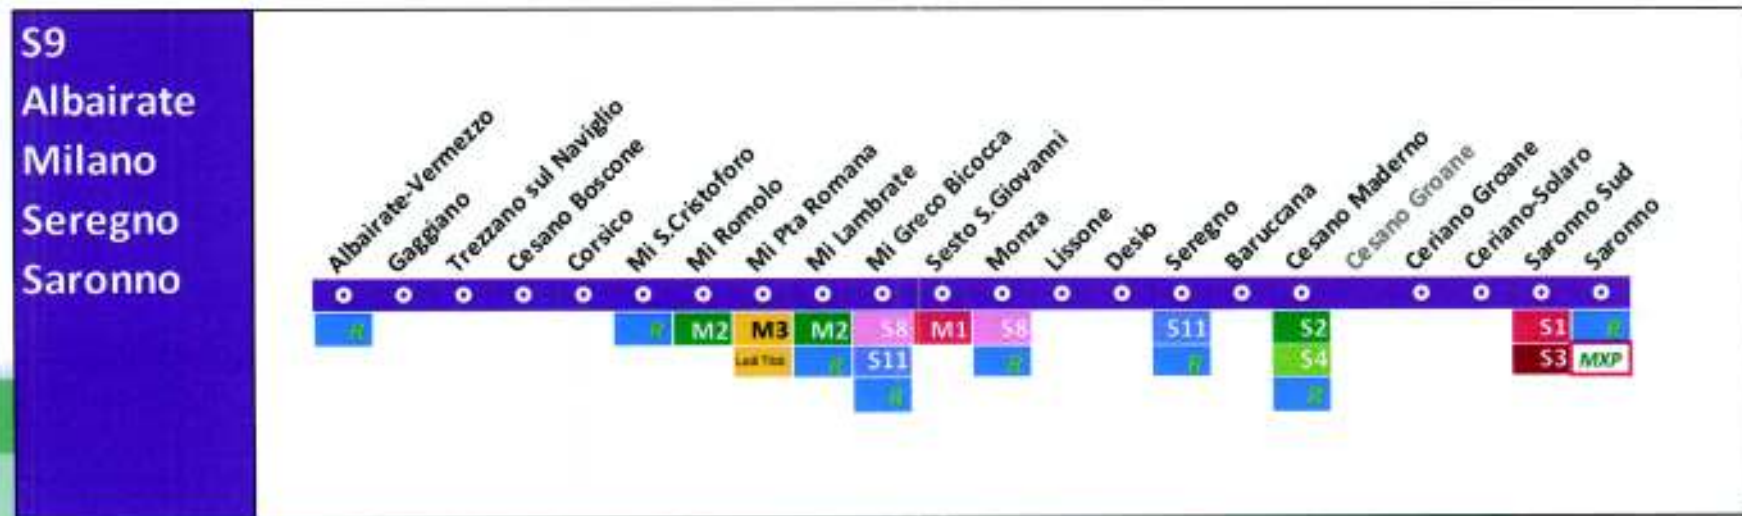 S9
Albairate
Milano
Seregno
Saronno
Albairate-Vermezzo
Gaggiano
Trezzano sul Naviglio
Cesano Boscone
Corsico
Mi S.Cristoforo
Mi Romolo
Mi Pta Romana
Mi Lambrate
Mi Greco Bicocca
Sesto S.Giovanni
Monza
Lissone
Desio
Seregno
Baruccana
Cesano Maderno
Cesano Groane
Ceriano Groane
Ceriano-Solaro
Saronno Sud
Saronno
R R M2 M3 M2 S8 M1 S8 S11 S2 S1 R
R S11 R R S4 S3 MXP
R R